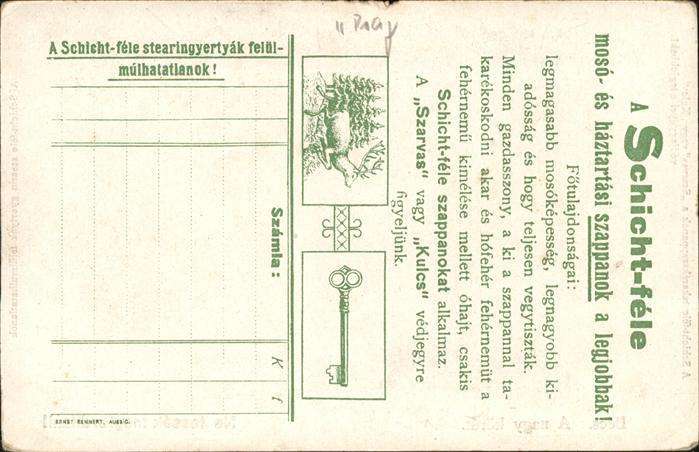 A Schicht-féle
mosó- és háztartási szappanok a legjobbak!
Főtulajdonságai:
legmagasabb mosóképesség, legnagyobb ki-
adósság és hogy teljesen vegytiszták.
Minden gazdasszony, a ki a szappannal ta-
karékoskodni akar és hófehér fehérneműt a
fehérnemű kimélése mellett óhajt, csakis
Schicht-féle szappanokat alkalmaz.
A „Szarvas" vagy „Kulcs" védjegyre
figyeljünk.
A Schicht-féle stearingyertyák felül-
múlhatatlanok!
Számla:
K f
ERNST RENNERT, AUSSIG.